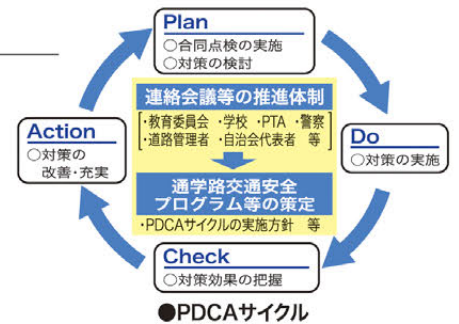 Plan
○合同点検の実施
○対策の検討
連絡会議等の推進体制
・教育委員会 ・学校 ・PTA ・警察
・道路管理者 ・自治会代表者 等
Do
○対策の実施
通学路交通安全
プログラム等の策定
・PDCAサイクルの実施方針 等
Check
○対策効果の把握
Action
○対策の
改善・充実
●PDCAサイクル